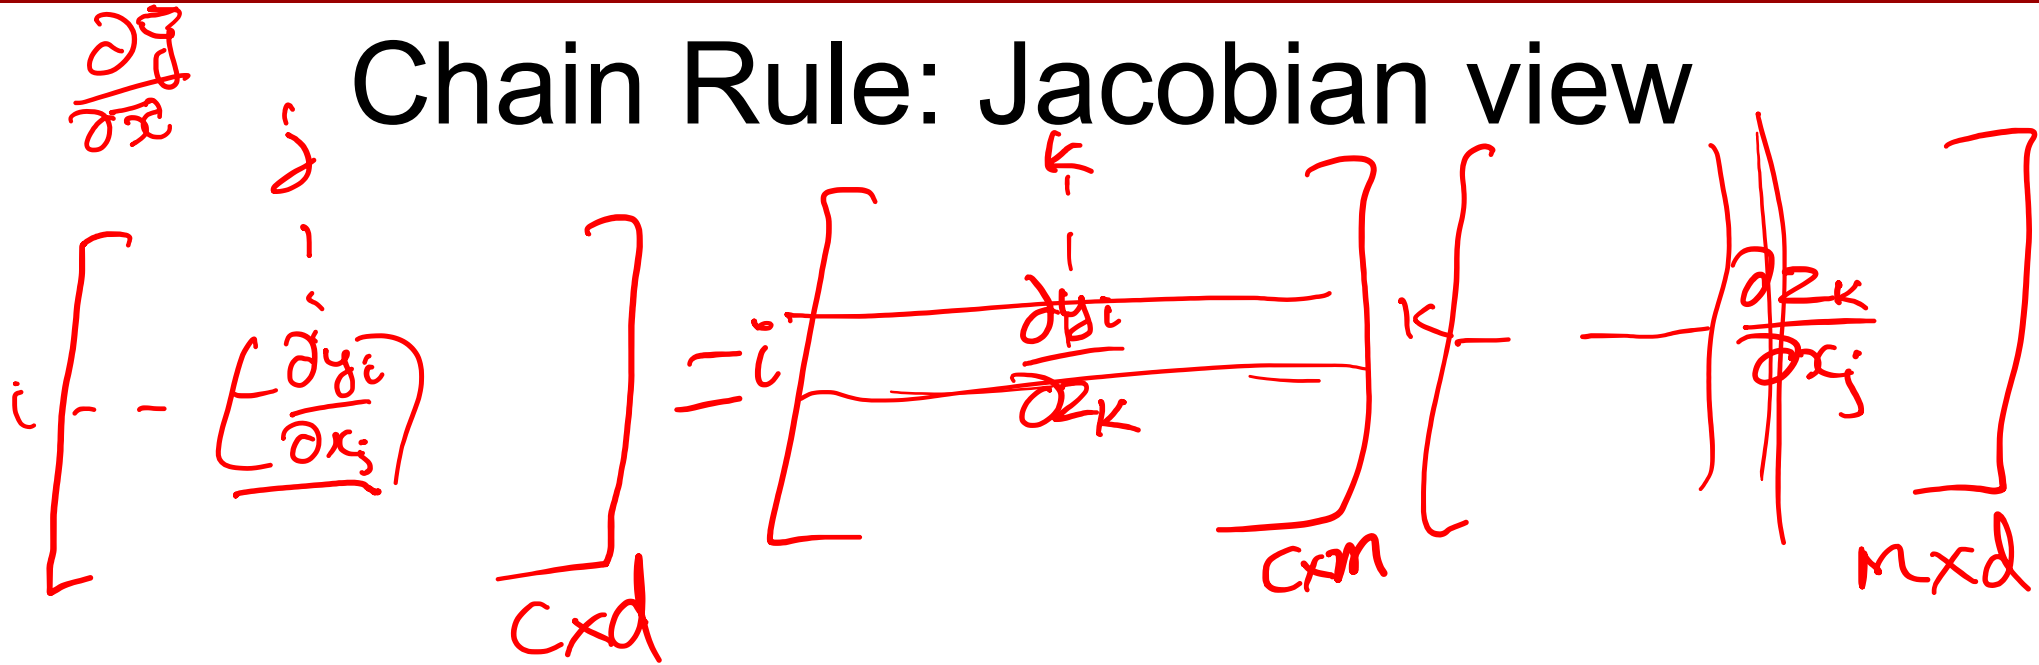 ∂y⃗/∂x⃗
Chain Rule: Jacobian view
j k
i [ -- ∂yᵢ/∂xⱼ ] = i [ ∂yᵢ/∂zₖ ] k [ — — ∂zₖ/∂xⱼ ]
c×d c×m m×d